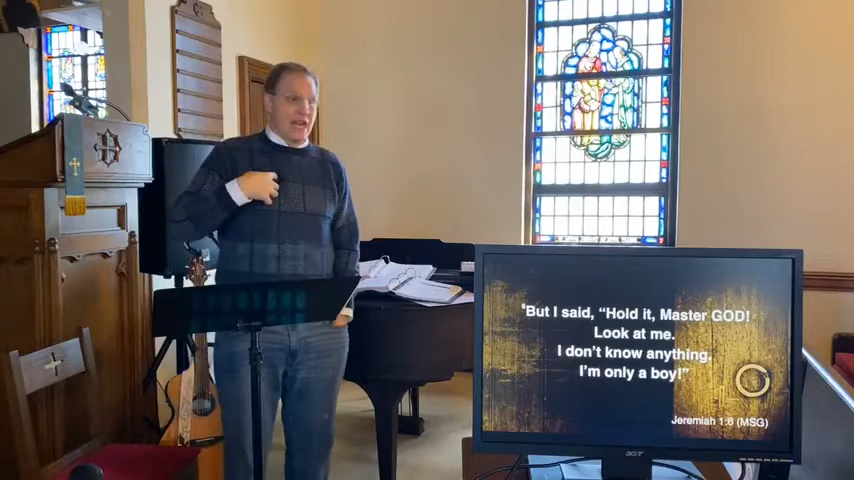 ⁶But I said, “Hold it, Master GOD!
Look at me.
I don’t know anything.
I’m only a boy!”
Jeremiah 1:6 (MSG)
acer